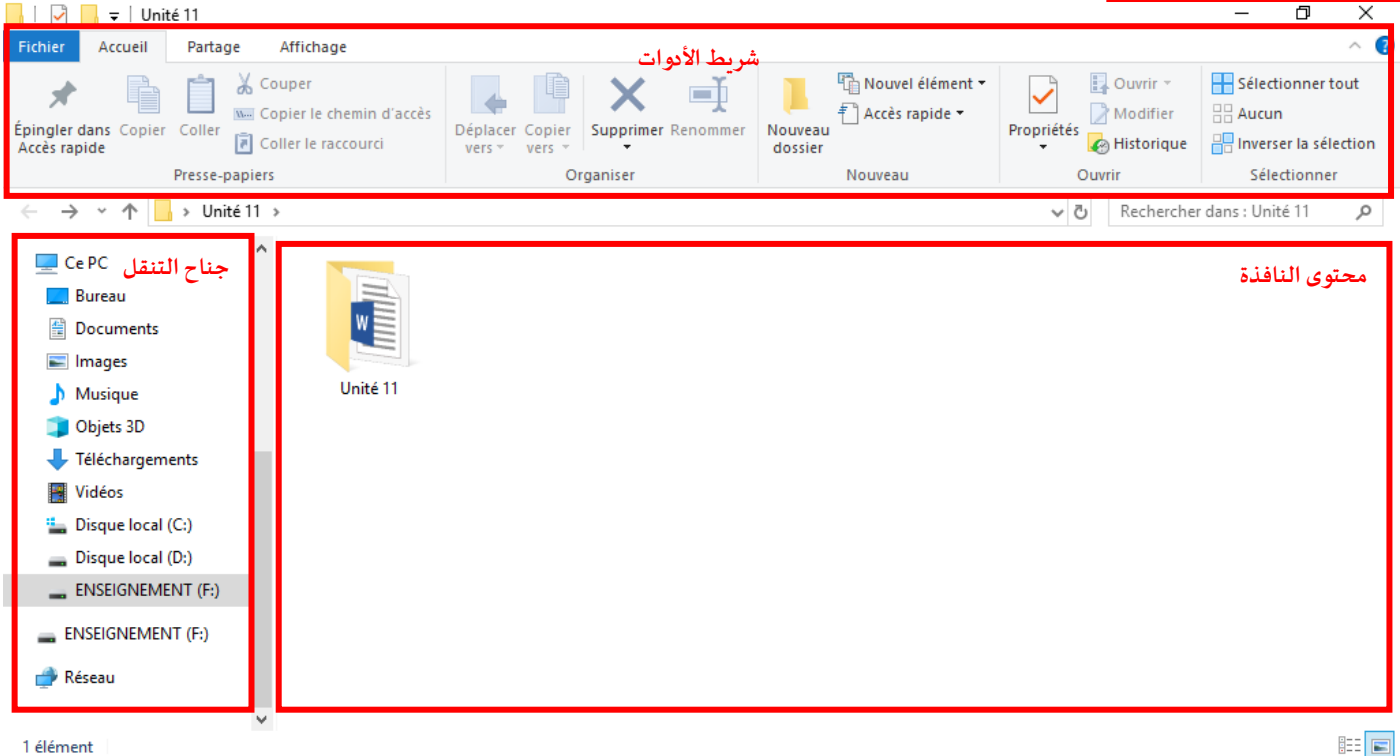 Unité 11
Fichier Accueil Partage Affichage
شريط الأدوات
Épingler dans Accès rapide
Copier
Coller
Couper
Copier le chemin d'accès
Coller le raccourci
Presse-papiers
Déplacer vers
Copier vers
Supprimer
Renommer
Organiser
Nouveau dossier
Nouvel élément
Accès rapide
Nouveau
Propriétés
Ouvrir
Modifier
Historique
Ouvrir
Sélectionner tout
Aucun
Inverser la sélection
Sélectionner
Unité 11
Rechercher dans : Unité 11
جناح التنقل
Ce PC
Bureau
Documents
Images
Musique
Objets 3D
Téléchargements
Vidéos
Disque local (C:)
Disque local (D:)
ENSEIGNEMENT (F:)
ENSEIGNEMENT (F:)
Réseau
محتوى النافذة
W
Unité 11
1 élément